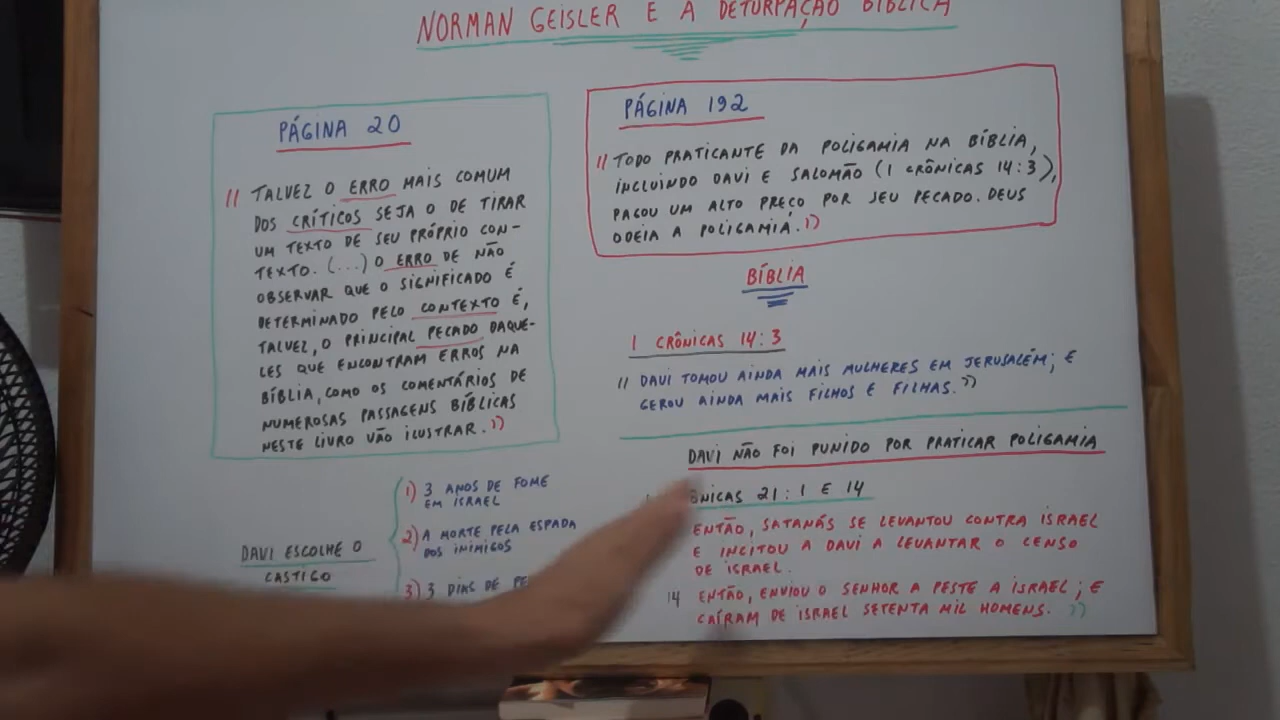 NORMAN GEISLER E A DETURPAÇÃO BÍBLICA
PÁGINA 20
" TALVEZ O ERRO MAIS COMUM
DOS CRÍTICOS SEJA O DE TIRAR
UM TEXTO DE SEU PRÓPRIO CON-
TEXTO. (...) O ERRO DE NÃO
OBSERVAR QUE O SIGNIFICADO É
DETERMINADO PELO CONTEXTO É,
TALVEZ, O PRINCIPAL PECADO DAQUE-
LES QUE ENCONTRAM ERROS NA
BÍBLIA, COMO OS COMENTÁRIOS DE
NUMEROSAS PASSAGENS BÍBLICAS
NESTE LIVRO VÃO ILUSTRAR. "
DAVI ESCOLHE O
CASTIGO
1) 3 ANOS DE FOME
EM ISRAEL
2) A MORTE PELA ESPADA
DOS INIMIGOS
3) 3 DIAS DE
PÁGINA 192
" TODO PRATICANTE DA POLIGAMIA NA BÍBLIA,
INCLUINDO DAVI E SALOMÃO (1 CRÔNICAS 14:3),
PAGOU UM ALTO PREÇO POR SEU PECADO. DEUS
ODEIA A POLIGAMIA. "
BÍBLIA
1 CRÔNICAS 14:3
" DAVI TOMOU AINDA MAIS MULHERES EM JERUSALÉM; E
GEROU AINDA MAIS FILHOS E FILHAS. "
DAVI NÃO FOI PUNIDO POR PRATICAR POLIGAMIA
21:1 E 14
ENTÃO, SATANÁS SE LEVANTOU CONTRA ISRAEL
E INCITOU A DAVI A LEVANTAR O CENSO
DE ISRAEL.
14 ENTÃO, ENVIOU O SENHOR A PESTE A ISRAEL; E
CAÍRAM DE ISRAEL SETENTA MIL HOMENS. "